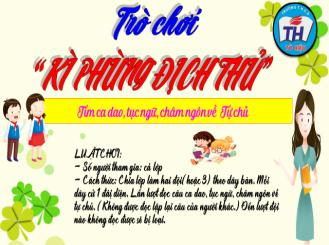 TH
Trò chơi
“ KÌ PHÙNG ĐỊCH THỦ”
Tìm ca dao, tục ngữ, châm ngôn về Tự chủ
LUẬT CHƠI:
– Số người tham gia: cả lớp
– Cách thức: Chia lớp làm hai đội( hoặc 3) theo dãy bàn. Mỗi
dãy cử 1 đại diện. Lần lượt đọc câu ca dao, tục ngữ, châm ngôn về
tự chủ. ( Không được đọc lặp lại câu của người khác.) Đến lượt đội
nào không đọc được sẽ bị loại.